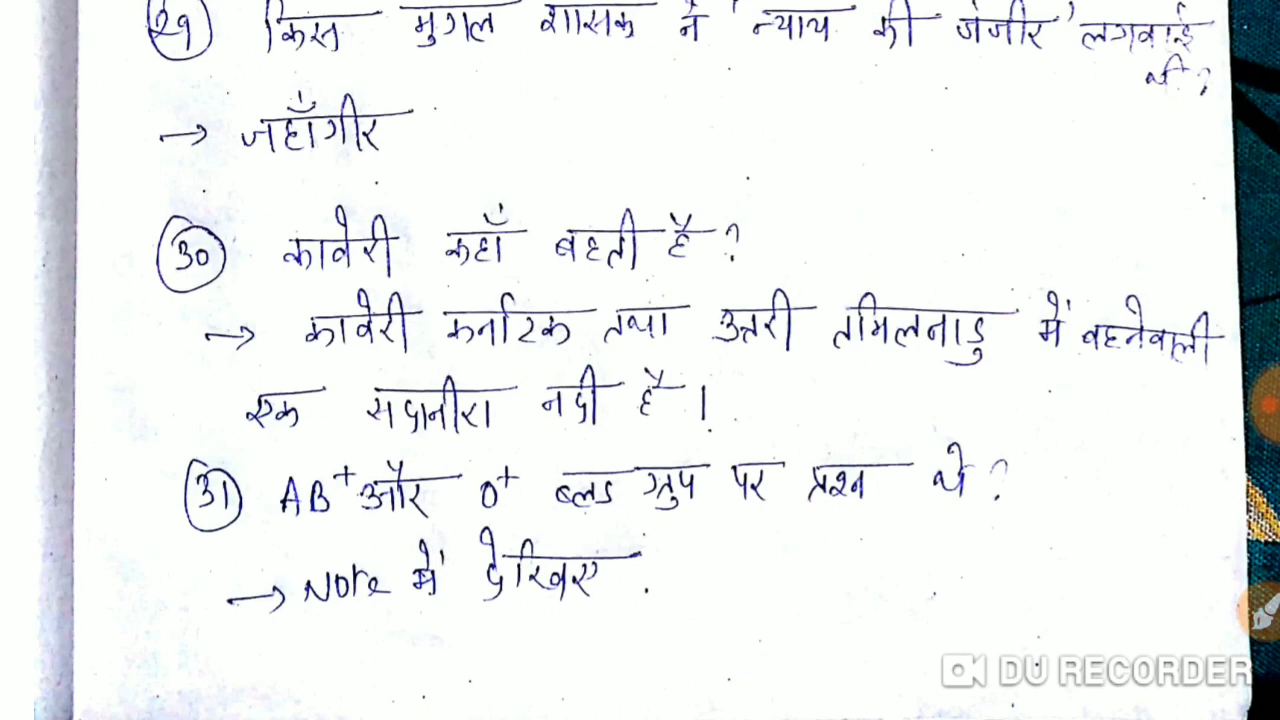 (29) किस मुगल शासक ने 'न्याय की जंजीर' लगवाई
थी?
→ जहाँगीर
(30) कावेरी कहाँ बहती है?
→ कावेरी कर्नाटक तथा उत्तरी तमिलनाडु में बहनेवाली
एक सदानीरा नदी है।
(31) AB+ और O+ ब्लड ग्रुप पर प्रश्न थे?
→ Note में देखिए.
DU RECORDER